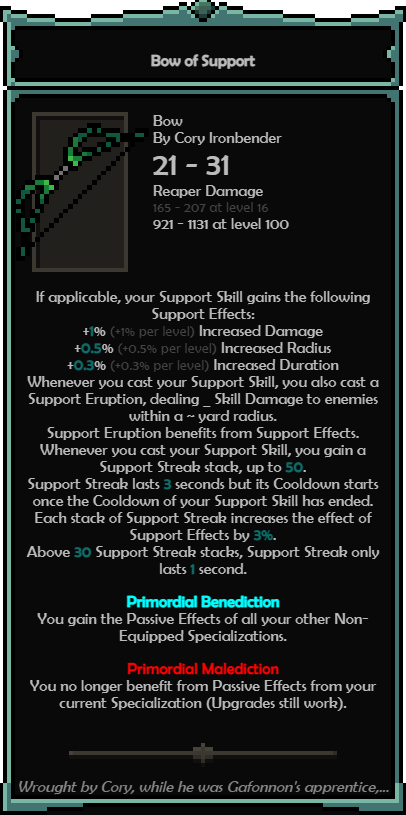 Bow of Support
Bow
By Cory Ironbender
21 - 31
Reaper Damage
165 - 207 at level 16
921 - 1131 at level 100
If applicable, your Support Skill gains the following
Support Effects:
+1% (+1% per level) Increased Damage
+0.5% (+0.5% per level) Increased Radius
+0.3% (+0.3% per level) Increased Duration
Whenever you cast your Support Skill, you also cast a
Support Eruption, dealing _ Skill Damage to enemies
within a ~ yard radius.
Support Eruption benefits from Support Effects.
Whenever you cast your Support Skill, you gain a
Support Streak stack, up to 50.
Support Streak lasts 3 seconds but its Cooldown starts
once the Cooldown of your Support Skill has ended.
Each stack of Support Streak increases the effect of
Support Effects by 3%.
Above 30 Support Streak stacks, Support Streak only
lasts 1 second.
Primordial Benediction
You gain the Passive Effects of all your other Non-
Equipped Specializations.
Primordial Malediction
You no longer benefit from Passive Effects from your
current Specialization (Upgrades still work).
Wrought by Cory, while he was Gafonnon's apprentice,...